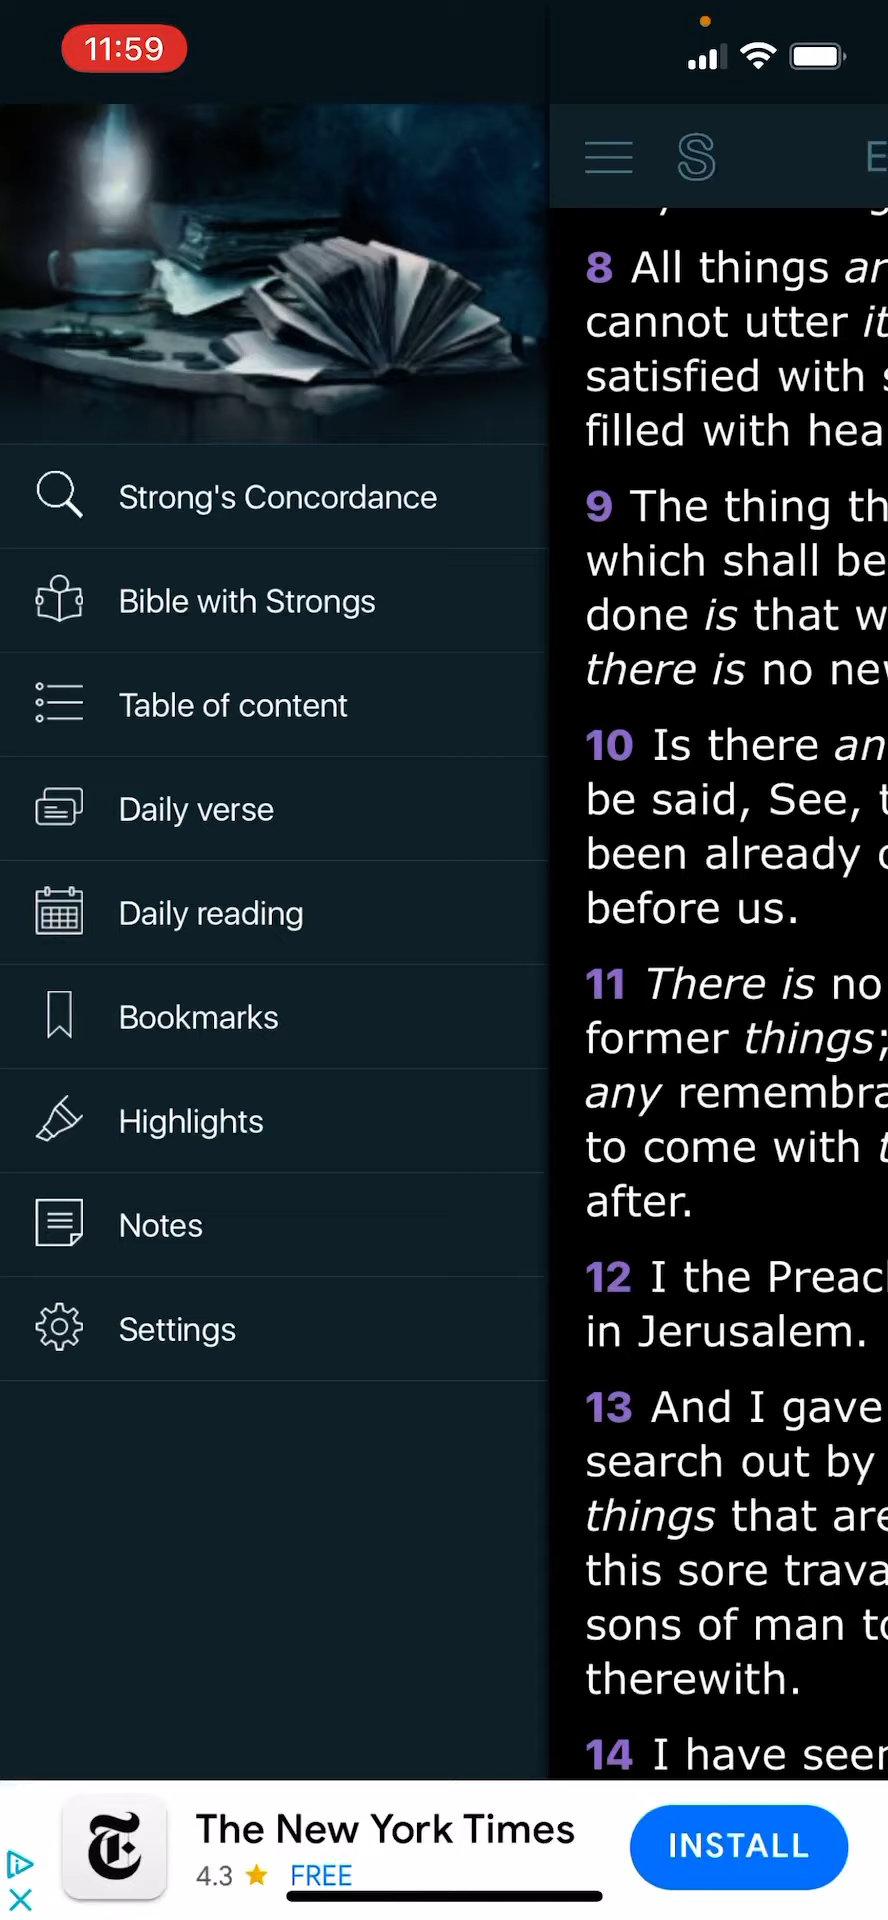 11:59
S
E
8 All things ar
cannot utter it
satisfied with s
filled with hea
9 The thing th
which shall be
done is that w
there is no new
10 Is there an
be said, See, t
been already o
before us.
11 There is no
former things;
any remembra
to come with t
after.
12 I the Preach
in Jerusalem.
13 And I gave
search out by
things that are
this sore trava
sons of man to
therewith.
14 I have seen
Strong's Concordance
Bible with Strongs
Table of content
Daily verse
Daily reading
Bookmarks
Highlights
Notes
Settings
The New York Times
4.3 ★ FREE
INSTALL